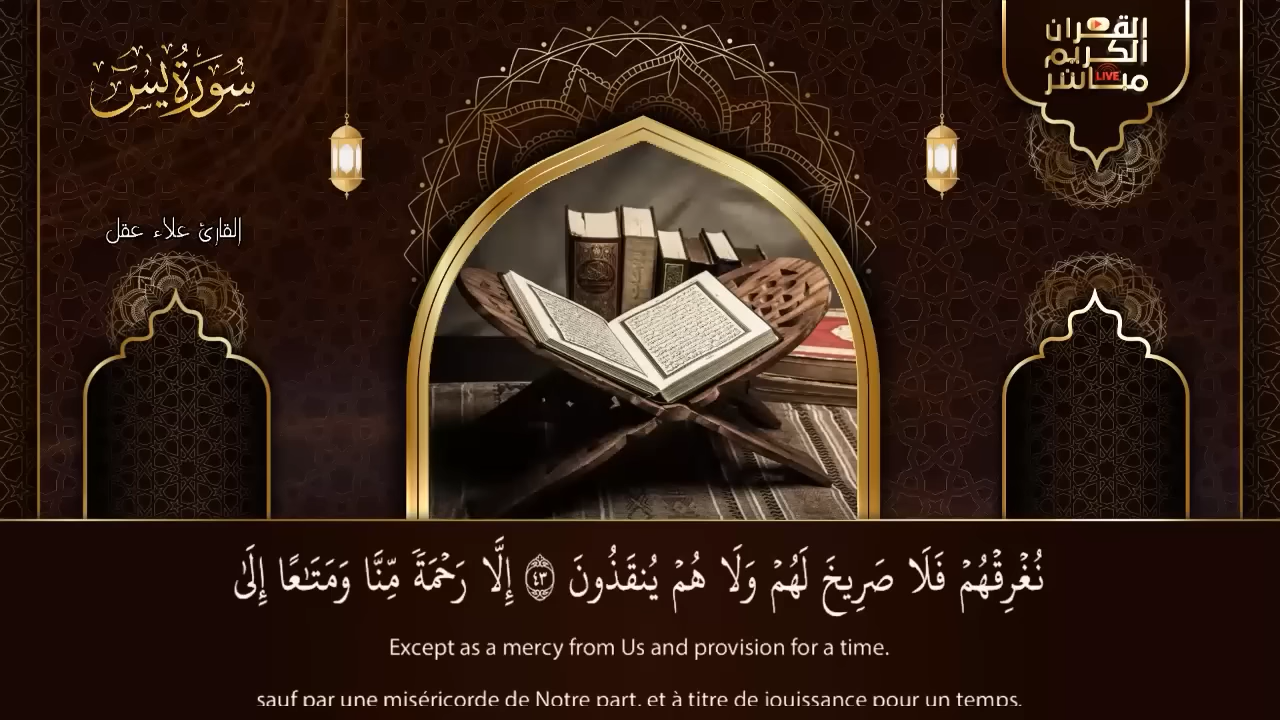 سُورَةُ يسٓ
القرآن
الكريم
مباشر
LIVE
القارئ علاء عقل
نُغۡرِقۡهُمۡ فَلَا صَرِيخَ لَهُمۡ وَلَا هُمۡ يُنقَذُونَ ٤٣ إِلَّا رَحۡمَةٗ مِّنَّا وَمَتَٰعًا إِلَىٰ
Except as a mercy from Us and provision for a time.
sauf par une miséricorde de Notre part, et à titre de jouissance pour un temps.